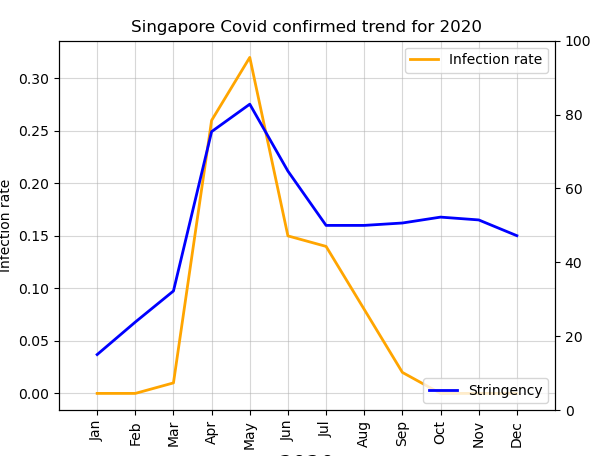 Singapore Covid confirmed trend for 2020
Infection rate
Infection rate
0.30
0.25
0.20
0.15
0.10
0.05
0.00
100
80
60
40
20
0
Stringency
Jan
Feb
Mar
Apr
May
Jun
Jul
Aug
Sep
Oct
Nov
Dec
2020